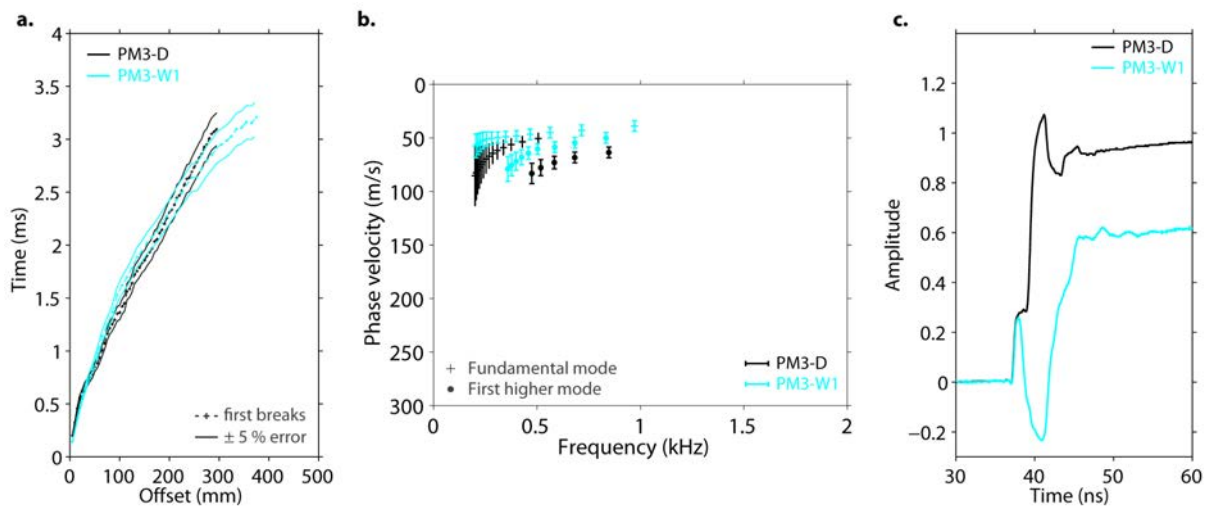 a.
PM3-D
PM3-W1
4
3.5
3
2.5
2
1.5
1
0.5
0
Time (ms)
first breaks
± 5 % error
0 100 200 300 400 500
Offset (mm)
b.
0
50
100
150
200
250
300
Phase velocity (m/s)
Fundamental mode
First higher mode
PM3-D
PM3-W1
0 0.5 1 1.5 2
Frequency (kHz)
c.
PM3-D
PM3-W1
1.2
1
0.8
0.6
0.4
0.2
0
−0.2
Amplitude
30 40 50 60
Time (ns)